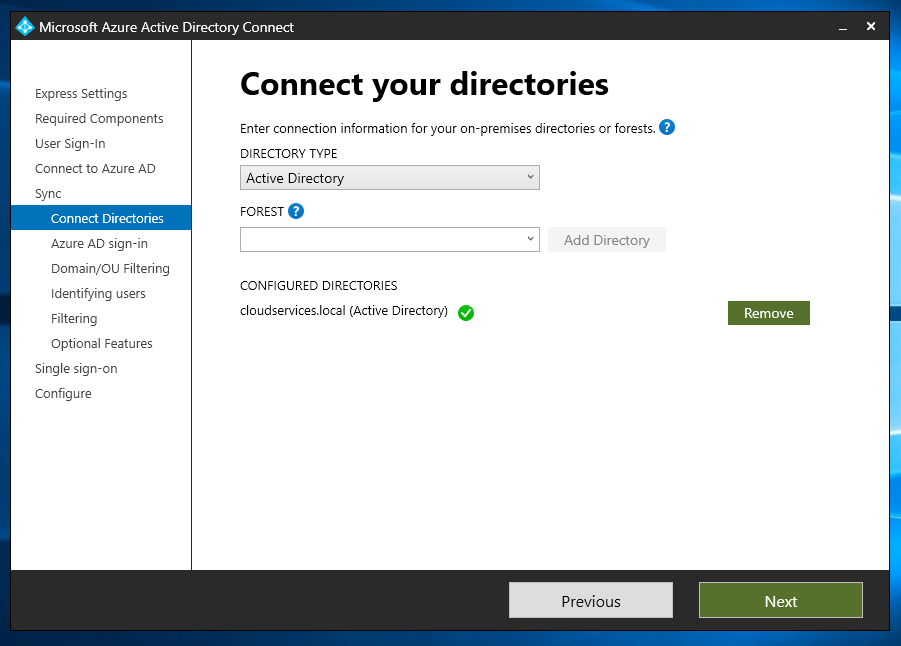 Microsoft Azure Active Directory Connect
Express Settings
Required Components
User Sign-In
Connect to Azure AD
Sync
Connect Directories
Azure AD sign-in
Domain/OU Filtering
Identifying users
Filtering
Optional Features
Single sign-on
Configure
Connect your directories
Enter connection information for your on-premises directories or forests. ?
DIRECTORY TYPE
Active Directory
FOREST ?
Add Directory
CONFIGURED DIRECTORIES
cloudservices.local (Active Directory)
Remove
Previous
Next